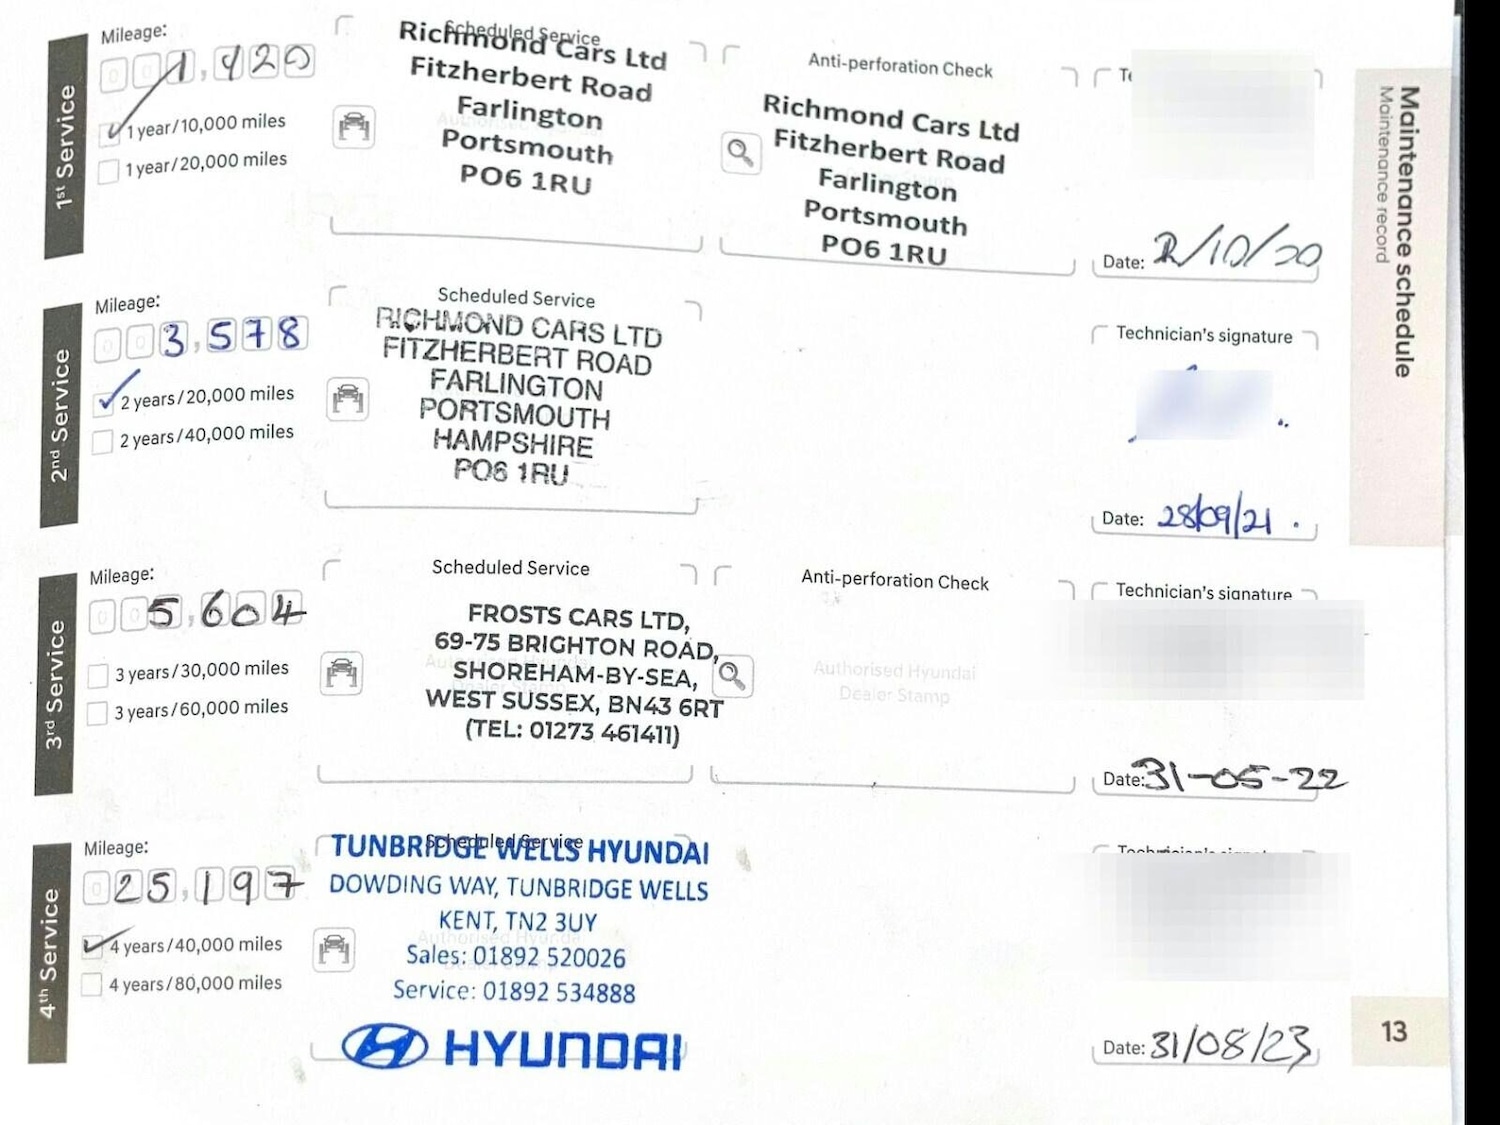 Maintenance schedule
Maintenance record
1st Service
Mileage:
001,420
1 year/10,000 miles
1 year/20,000 miles
Scheduled Service
Richmond Cars Ltd
Fitzherbert Road
Farlington
Portsmouth
PO6 1RU
Anti-perforation Check
Richmond Cars Ltd
Fitzherbert Road
Farlington
Portsmouth
PO6 1RU
Date: 2/10/20
2nd Service
Mileage:
003,578
2 years/20,000 miles
2 years/40,000 miles
Scheduled Service
RICHMOND CARS LTD
FITZHERBERT ROAD
FARLINGTON
PORTSMOUTH
HAMPSHIRE
PO6 1RU
Technician's signature
Date: 28/09/21.
3rd Service
Mileage:
005,604
3 years/30,000 miles
3 years/60,000 miles
Scheduled Service
FROSTS CARS LTD,
69-75 BRIGHTON ROAD,
SHOREHAM-BY-SEA,
WEST SUSSEX, BN43 6RT
(TEL: 01273 461411)
Anti-perforation Check
Authorised Hyundai
Dealer Stamp
Technician's signature
Date: 31-05-22
4th Service
Mileage:
025,197
4 years/40,000 miles
4 years/80,000 miles
Scheduled Service
TUNBRIDGE WELLS HYUNDAI
DOWDING WAY, TUNBRIDGE WELLS
KENT, TN2 3UY
Sales: 01892 520026
Service: 01892 534888
HYUNDAI
Technician's signature
Date: 31/08/23
13